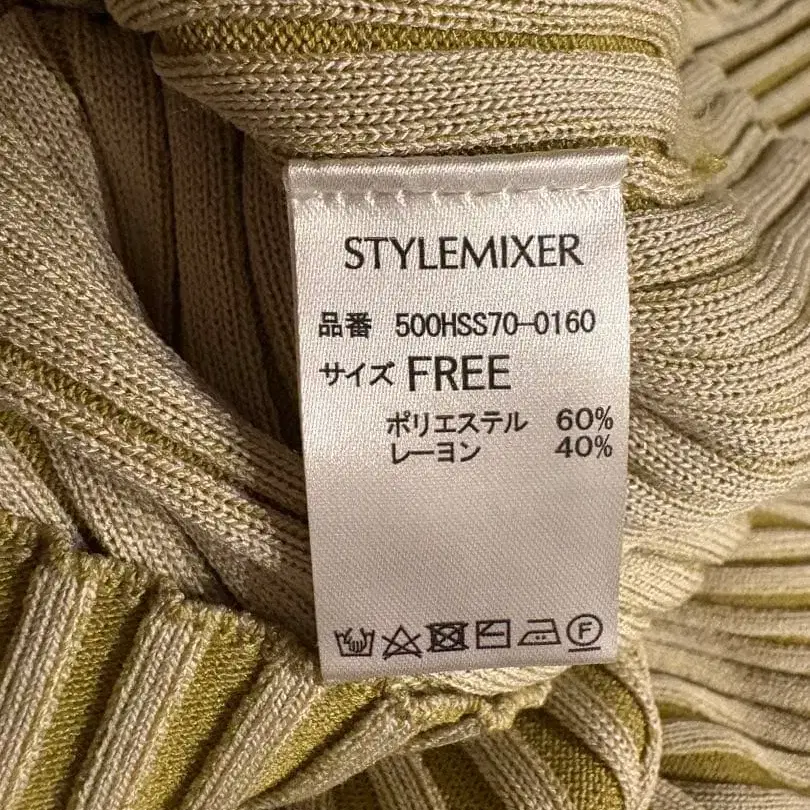 STYLEMIXER
品番 500HSS70-0160
サイズ FREE
ポリエステル 60%
レーヨン 40%
F